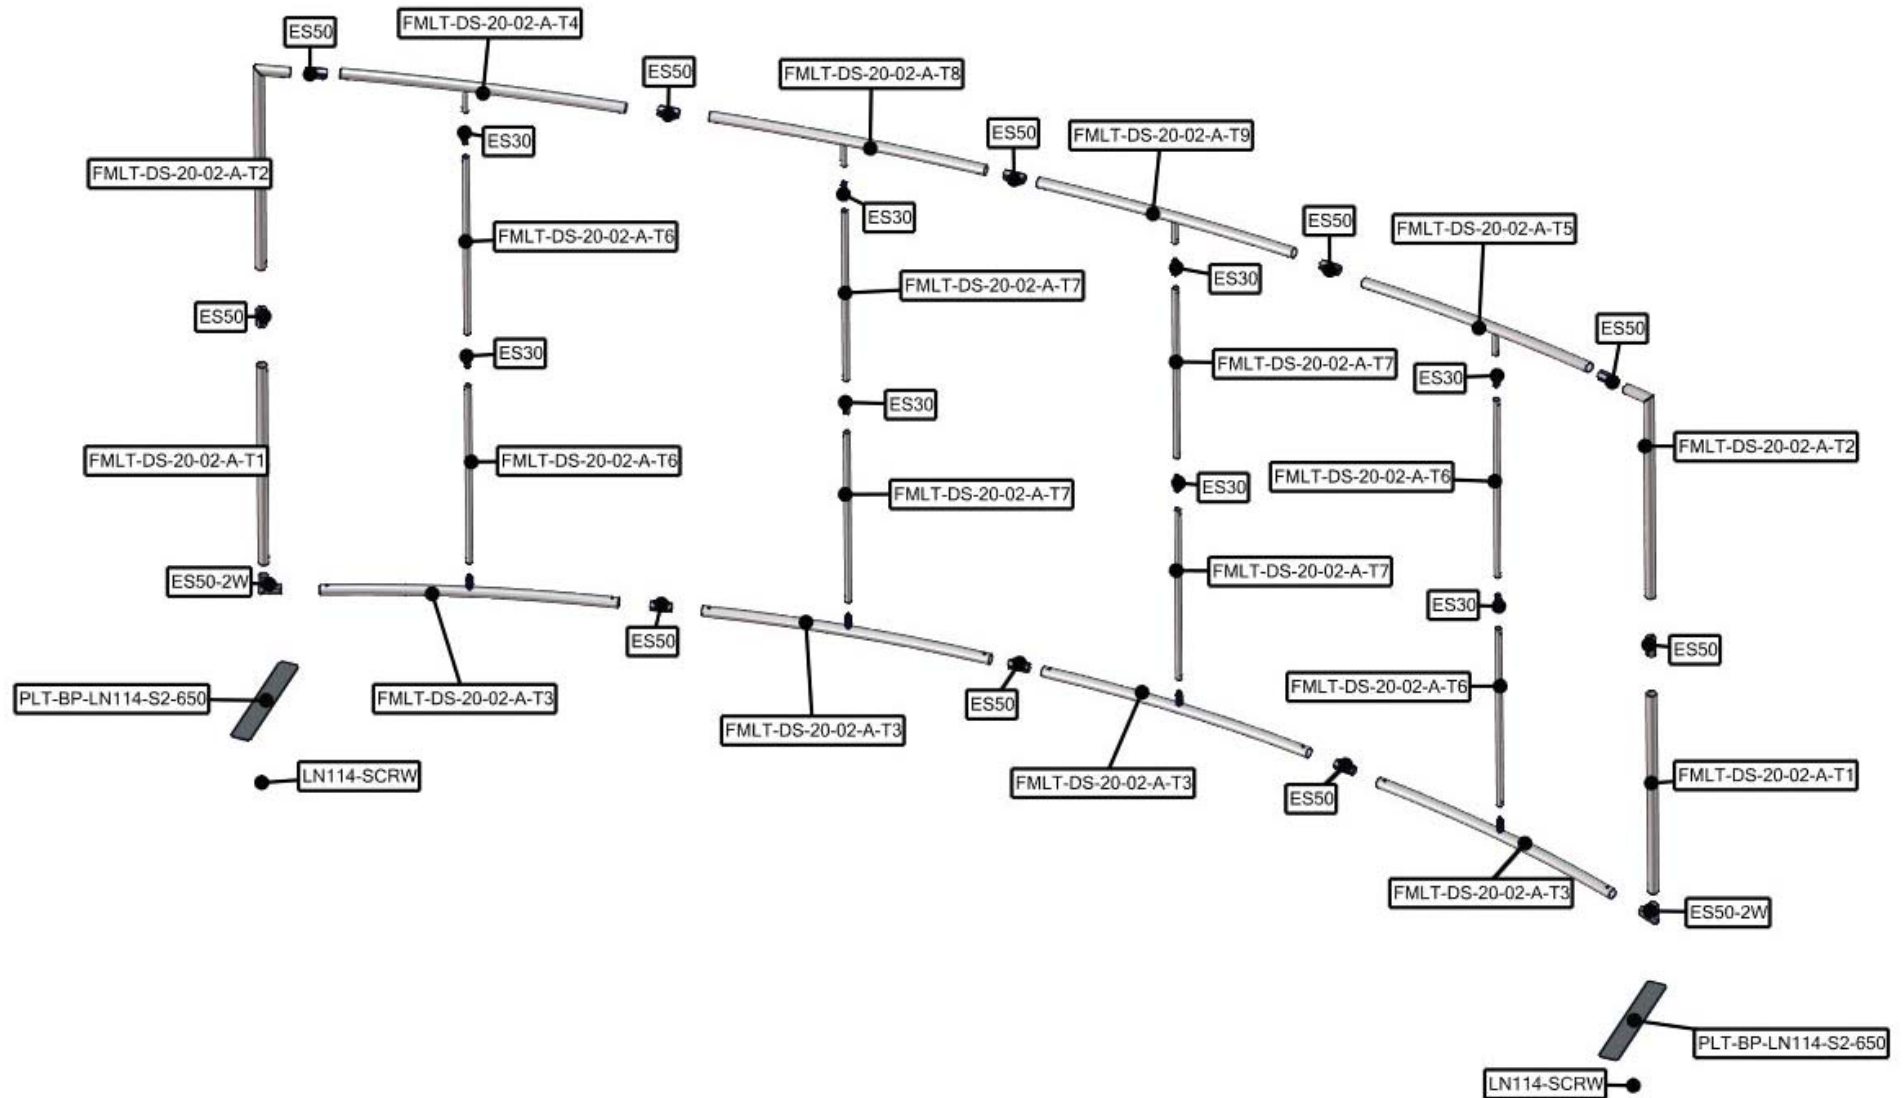 ES50
FMLT-DS-20-02-A-T4
ES50
FMLT-DS-20-02-A-T8
ES50
FMLT-DS-20-02-A-T9
ES30
FMLT-DS-20-02-A-T2
ES30
ES50
FMLT-DS-20-02-A-T5
FMLT-DS-20-02-A-T6
ES30
FMLT-DS-20-02-A-T7
ES50
ES50
ES30
FMLT-DS-20-02-A-T7
ES30
ES30
FMLT-DS-20-02-A-T2
FMLT-DS-20-02-A-T1
FMLT-DS-20-02-A-T6
FMLT-DS-20-02-A-T6
ES30
FMLT-DS-20-02-A-T7
FMLT-DS-20-02-A-T7
ES50-2W
ES30
ES50
ES50
FMLT-DS-20-02-A-T6
PLT-BP-LN114-S2-650
FMLT-DS-20-02-A-T3
ES50
FMLT-DS-20-02-A-T3
LN114-SCRW
FMLT-DS-20-02-A-T1
FMLT-DS-20-02-A-T3
ES50
FMLT-DS-20-02-A-T3
ES50-2W
PLT-BP-LN114-S2-650
LN114-SCRW